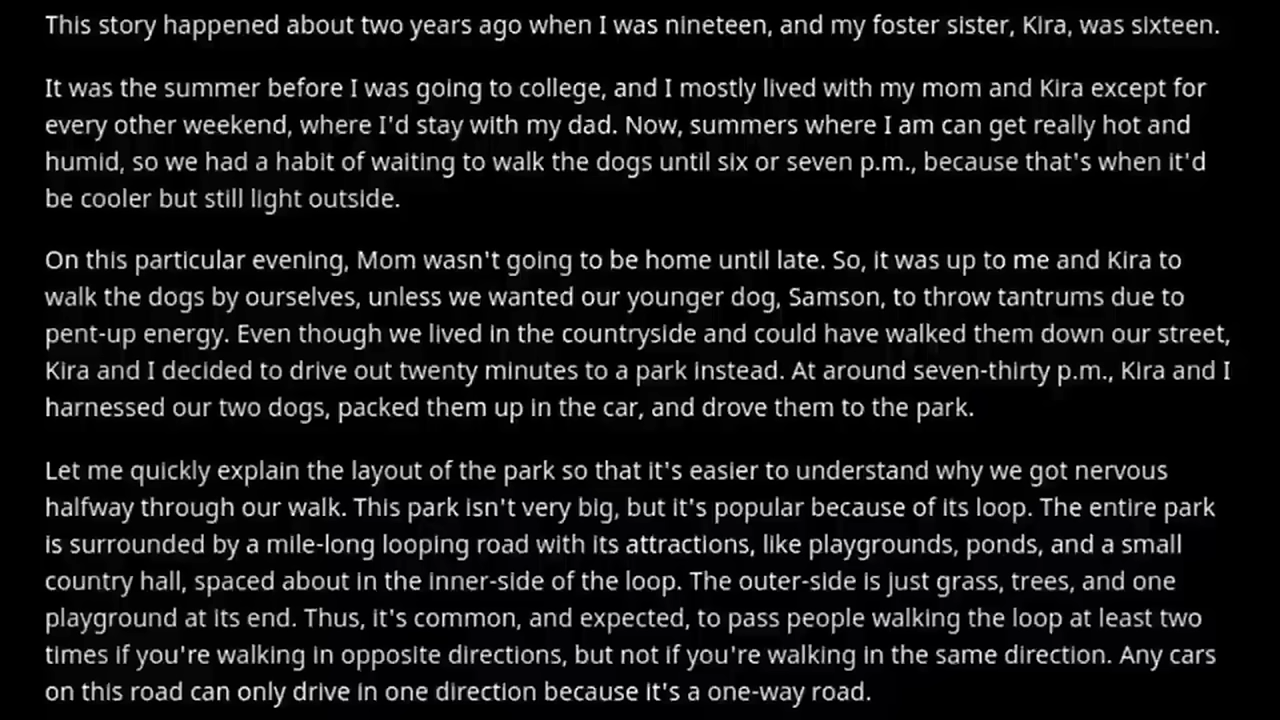 This story happened about two years ago when I was nineteen, and my foster sister, Kira, was sixteen.
It was the summer before I was going to college, and I mostly lived with my mom and Kira except for
every other weekend, where I'd stay with my dad. Now, summers where I am can get really hot and
humid, so we had a habit of waiting to walk the dogs until six or seven p.m., because that's when it'd
be cooler but still light outside.
On this particular evening, Mom wasn't going to be home until late. So, it was up to me and Kira to
walk the dogs by ourselves, unless we wanted our younger dog, Samson, to throw tantrums due to
pent-up energy. Even though we lived in the countryside and could have walked them down our street,
Kira and I decided to drive out twenty minutes to a park instead. At around seven-thirty p.m., Kira and I
harnessed our two dogs, packed them up in the car, and drove them to the park.
Let me quickly explain the layout of the park so that it's easier to understand why we got nervous
halfway through our walk. This park isn't very big, but it's popular because of its loop. The entire park
is surrounded by a mile-long looping road with its attractions, like playgrounds, ponds, and a small
country hall, spaced about in the inner-side of the loop. The outer-side is just grass, trees, and one
playground at its end. Thus, it's common, and expected, to pass people walking the loop at least two
times if you're walking in opposite directions, but not if you're walking in the same direction. Any cars
on this road can only drive in one direction because it's a one-way road.